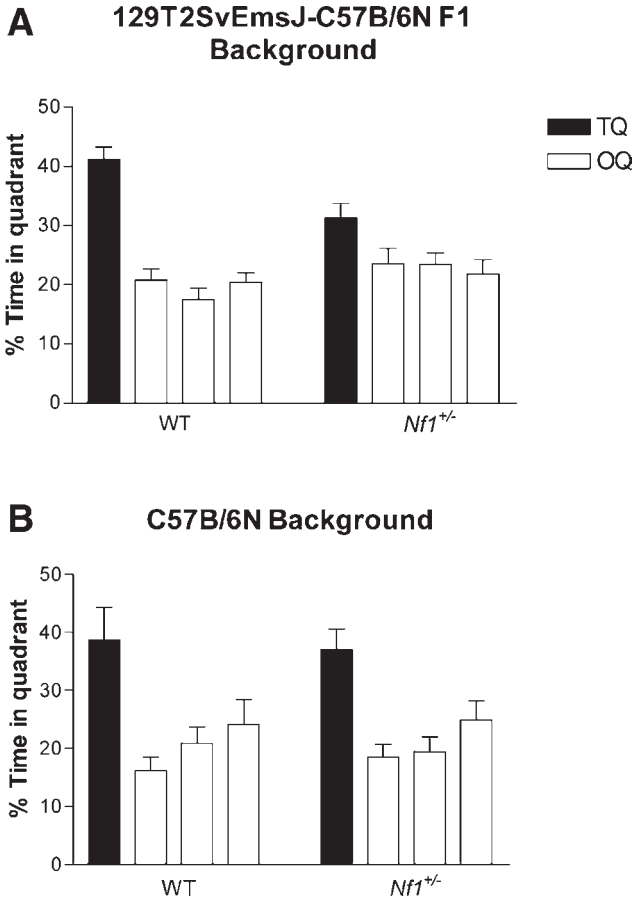 A
129T2SvEmsJ-C57B/6N F1
Background
% Time in quadrant
50
40
30
20
10
0
WT
Nf1+/-
TQ
OQ
B
C57B/6N Background
% Time in quadrant
50
40
30
20
10
0
WT
Nf1+/-